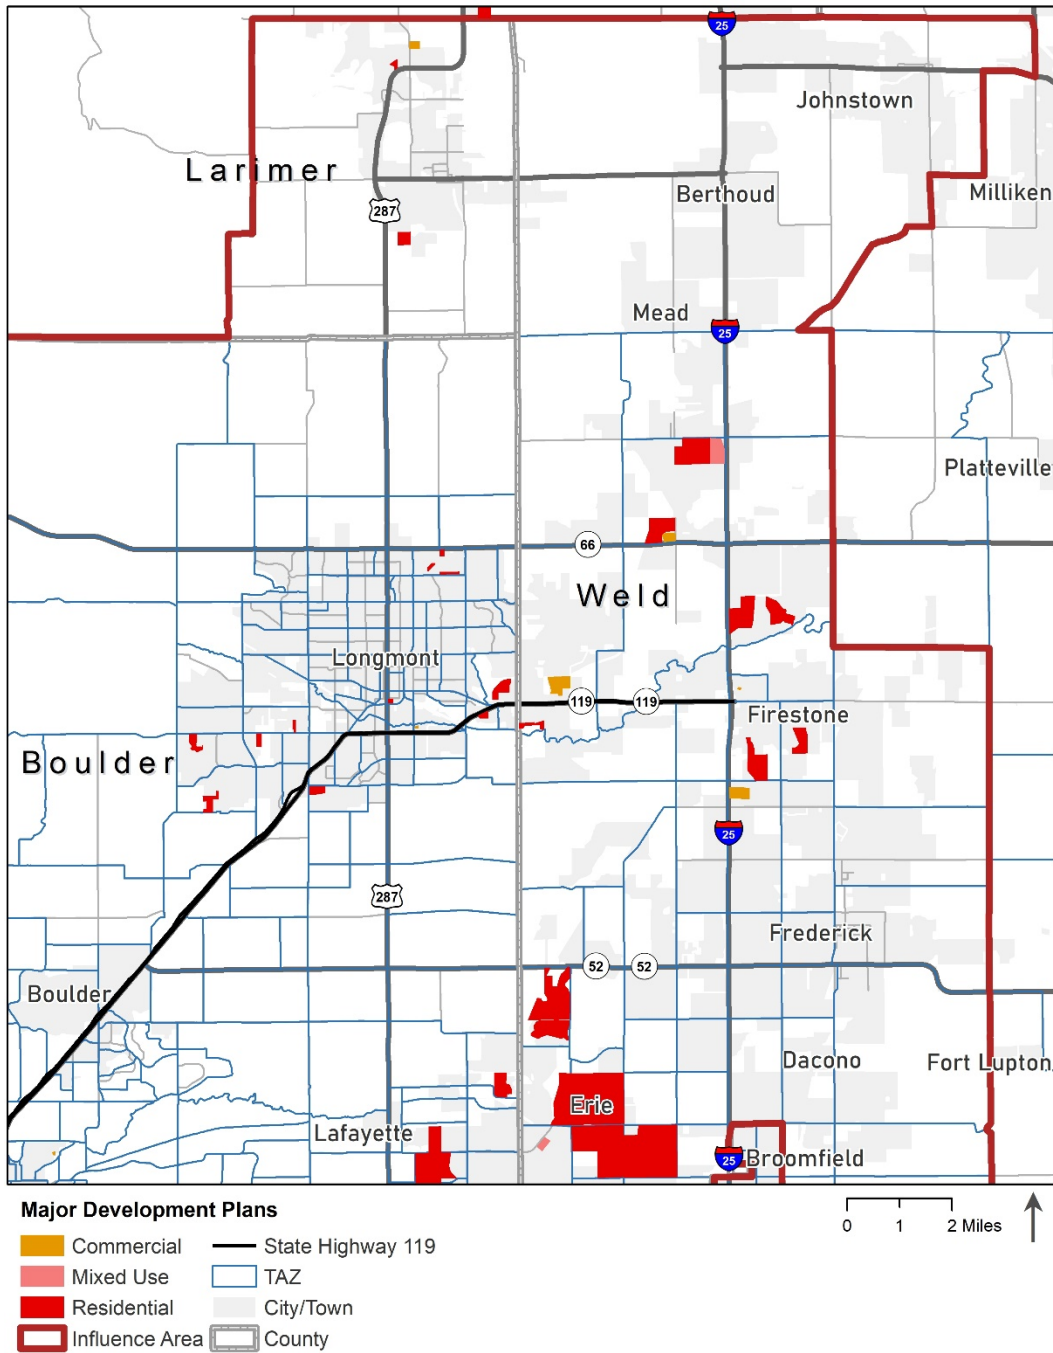 25
Johnstown
Larimer
Berthoud
Milliken
287
Mead
25
Platteville
66
Weld
Longmont
119
119
Firestone
Boulder
25
287
Frederick
52
52
Boulder
Dacono
Fort Lupton
Erie
Lafayette
25
Broomfield
Major Development Plans
Commercial
State Highway 119
Mixed Use
TAZ
Residential
City/Town
Influence Area
County
0 1 2 Miles